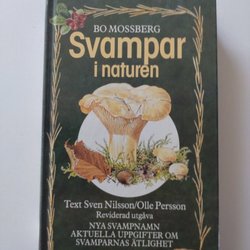 BO MOSSBERG
Svampar
i naturen
Text Sven Nilsson/Olle Persson
Reviderad utgåva
NYA SVAMPNAMN
AKTUELLA UPPGIFTER OM
SVAMPARNAS ÄTLIGHET